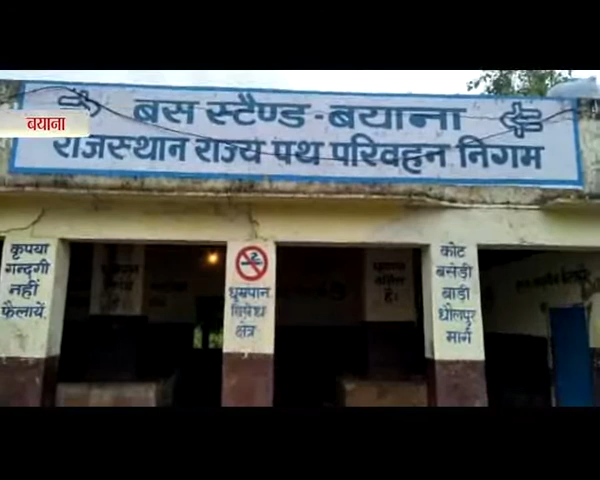 बस स्टैण्ड-बयाना
राजस्थान राज्य पथ परिवहन निगम
बयाना
कृपया
गन्दगी
नहीं
फैलायें.
धूम्रपान
निषेध
क्षेत्र
कोट
बसेड़ी
बाड़ी
धौलपुर
मार्ग